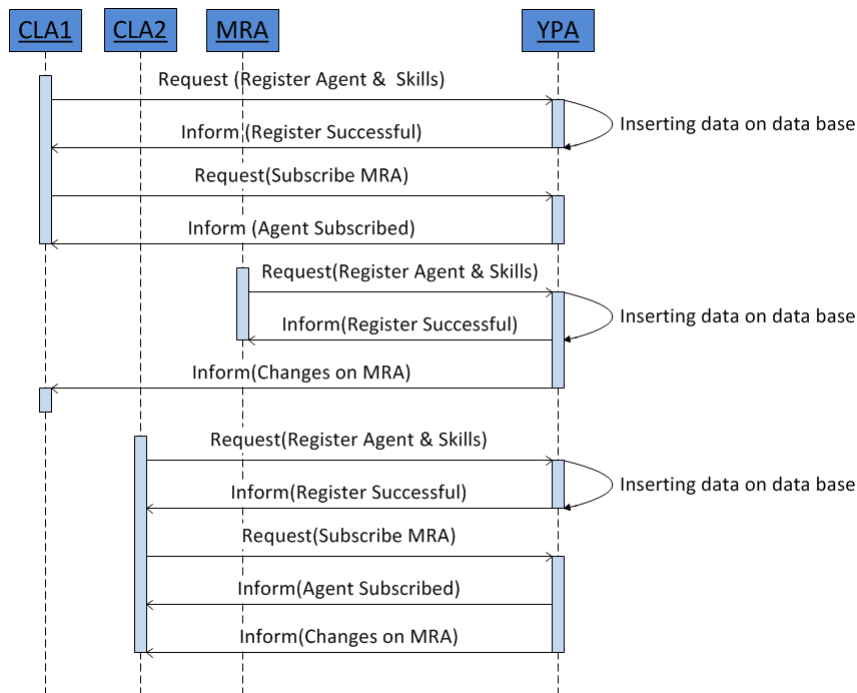 CLA1
CLA2
MRA
YPA
Request (Register Agent &  Skills)
Inserting data on data base
Inform (Register Successful)
Request(Subscribe MRA)
Inform (Agent Subscribed)
Request(Register Agent & Skills)
Inserting data on data base
Inform(Register Successful)
Inform(Changes on MRA)
Request(Register Agent & Skills)
Inserting data on data base
Inform(Register Successful)
Request(Subscribe MRA)
Inform(Agent Subscribed)
Inform(Changes on MRA)